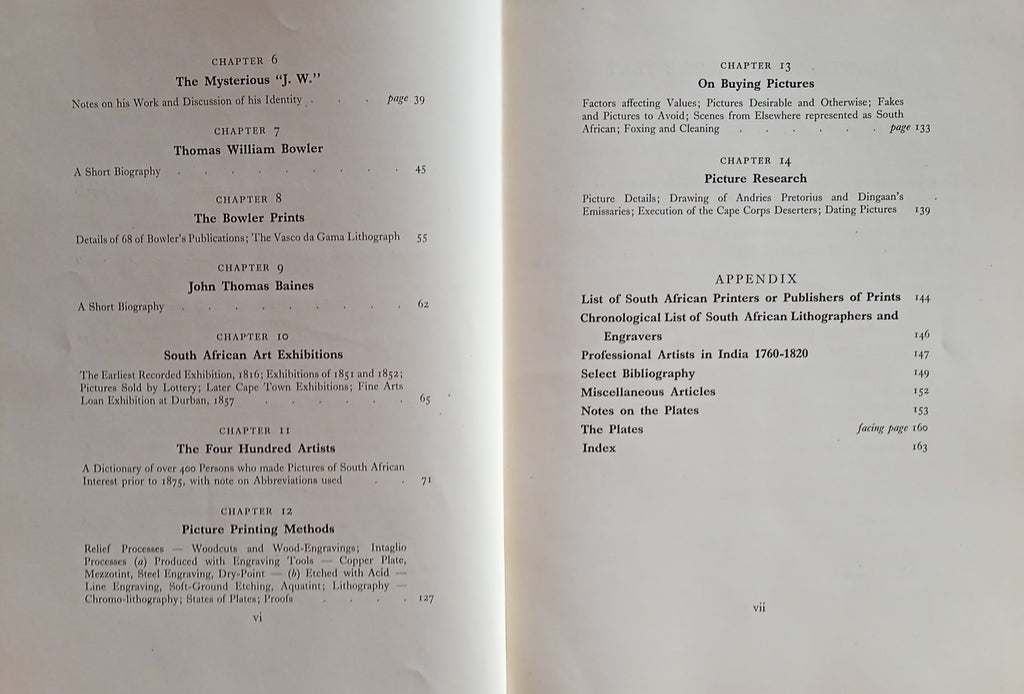 CHAPTER 6
The Mysterious "J. W."
Notes on his Work and Discussion of his Identity . . . page 39
CHAPTER 7
Thomas William Bowler
A Short Biography . . . . . . . . . 45
CHAPTER 8
The Bowler Prints
Details of 68 of Bowler's Publications; The Vasco da Gama Lithograph 55
CHAPTER 9
John Thomas Baines
A Short Biography . . . . . . . . . 62
CHAPTER 10
South African Art Exhibitions
The Earliest Recorded Exhibition, 1816; Exhibitions of 1851 and 1852;
Pictures Sold by Lottery; Later Cape Town Exhibitions; Fine Arts
Loan Exhibition at Durban, 1857 . . . . . . 65
CHAPTER 11
The Four Hundred Artists
A Dictionary of over 400 Persons who made Pictures of South African
Interest prior to 1875, with note on Abbreviations used . . 71
CHAPTER 12
Picture Printing Methods
Relief Processes — Woodcuts and Wood-Engravings; Intaglio
Processes (a) Produced with Engraving Tools — Copper Plate,
Mezzotint, Steel Engraving, Dry-Point — (b) Etched with Acid —
Line Engraving, Soft-Ground Etching, Aquatint; Lithography —
Chromo-lithography; States of Plates; Proofs . . . . 127
vi
CHAPTER 13
On Buying Pictures
Factors affecting Values; Pictures Desirable and Otherwise; Fakes
and Pictures to Avoid; Scenes from Elsewhere represented as South
African; Foxing and Cleaning . . . . . . page 133
CHAPTER 14
Picture Research
Picture Details; Drawing of Andries Pretorius and Dingaan's
Emissaries; Execution of the Cape Corps Deserters; Dating Pictures 139
APPENDIX
List of South African Printers or Publishers of Prints 144
Chronological List of South African Lithographers and
Engravers 146
Professional Artists in India 1760-1820 147
Select Bibliography 149
Miscellaneous Articles 152
Notes on the Plates 153
The Plates facing page 160
Index 163
vii